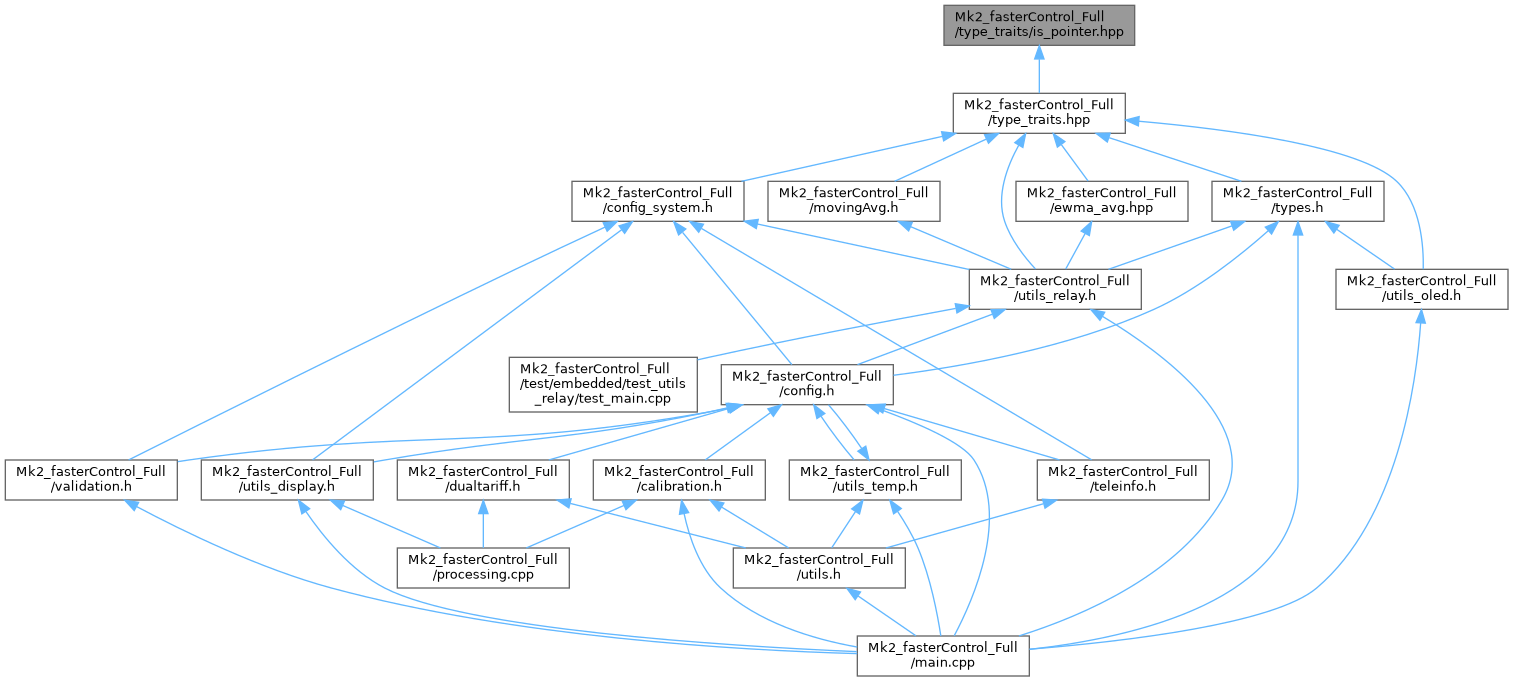 Mk2_fasterControl_Full
/type_traits/is_pointer.hpp
Mk2_fasterControl_Full
/type_traits.hpp
Mk2_fasterControl_Full
/config_system.h
Mk2_fasterControl_Full
/movingAvg.h
Mk2_fasterControl_Full
/ewma_avg.hpp
Mk2_fasterControl_Full
/types.h
Mk2_fasterControl_Full
/utils_relay.h
Mk2_fasterControl_Full
/utils_oled.h
Mk2_fasterControl_Full
/test/embedded/test_utils
_relay/test_main.cpp
Mk2_fasterControl_Full
/config.h
Mk2_fasterControl_Full
/validation.h
Mk2_fasterControl_Full
/utils_display.h
Mk2_fasterControl_Full
/dualtariff.h
Mk2_fasterControl_Full
/calibration.h
Mk2_fasterControl_Full
/utils_temp.h
Mk2_fasterControl_Full
/teleinfo.h
Mk2_fasterControl_Full
/processing.cpp
Mk2_fasterControl_Full
/utils.h
Mk2_fasterControl_Full
/main.cpp